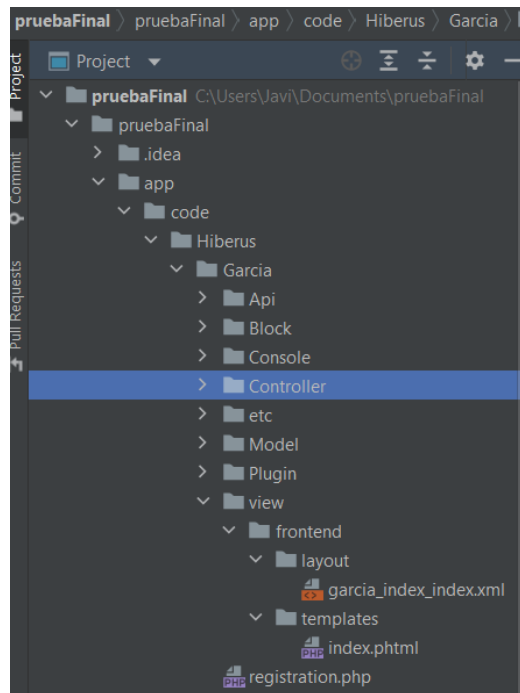 pruebaFinal 〉 pruebaFinal 〉 app 〉 code 〉 Hiberus 〉 Garcia 〉
Project
Commit
Pull Requests
Project
pruebaFinal C:\Users\Javi\Documents\pruebaFinal
pruebaFinal
.idea
app
code
Hiberus
Garcia
Api
Block
Console
Controller
etc
Model
Plugin
view
frontend
layout
garcia_index_index.xml
templates
PHP index.phtml
PHP registration.php